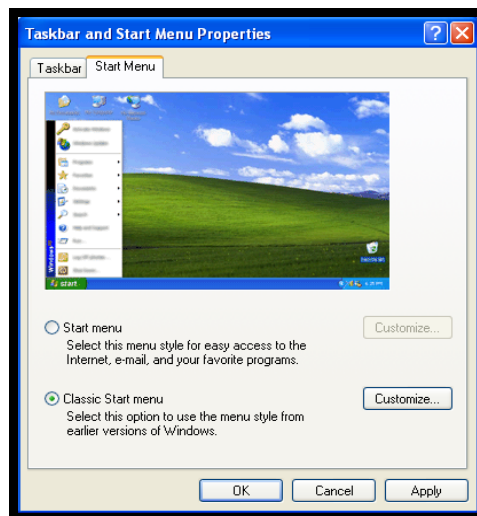 Taskbar and Start Menu Properties
Taskbar Start Menu
start
Start menu
Customize...
Select this menu style for easy access to the
Internet, e-mail, and your favorite programs.
Classic Start menu
Customize...
Select this option to use the menu style from
earlier versions of Windows.
OK Cancel Apply